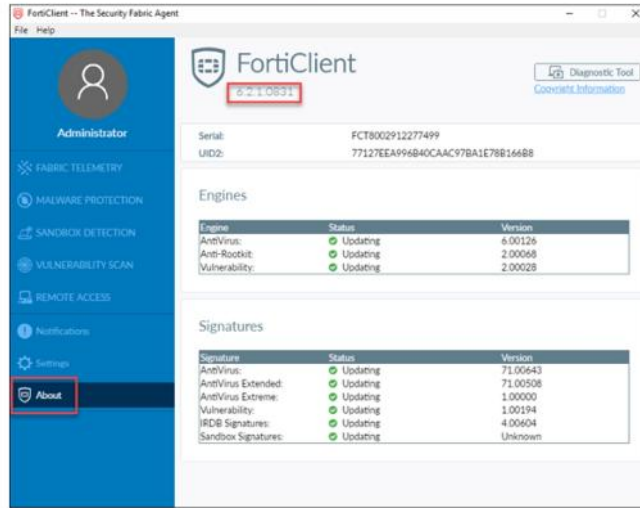 FortiClient -- The Security Fabric Agent
File Help
FortiClient
6.2.1.0831
Diagnostic Tool
Copyright Information
Administrator
FABRIC TELEMETRY
MALWARE PROTECTION
SANDBOX DETECTION
VULNERABILITY SCAN
REMOTE ACCESS
Notifications
Settings
About
Serial: FCT8002912277499
UID2: 77127EEA996B40CAAC97BA1E78B166B8
Engines
Engine Status Version
AntiVirus: Updating 6.00126
Anti-Rootkit: Updating 2.00068
Vulnerability: Updating 2.00028
Signatures
Signature Status Version
AntiVirus: Updating 71.00643
AntiVirus Extended: Updating 71.00508
AntiVirus Extreme: Updating 1.00000
Vulnerability: Updating 1.00194
IRDB Signatures: Updating 4.00604
Sandbox Signatures: Updating Unknown